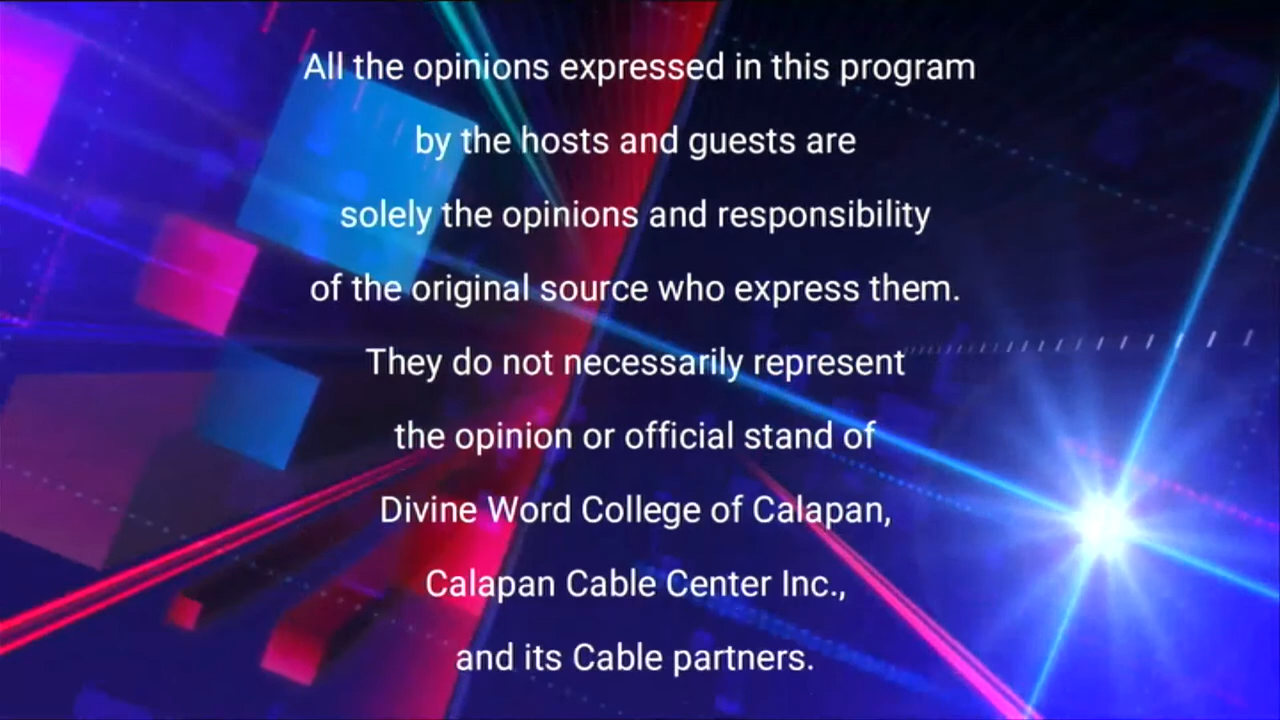 All the opinions expressed in this program
by the hosts and guests are
solely the opinions and responsibility
of the original source who express them.
They do not necessarily represent
the opinion or official stand of
Divine Word College of Calapan,
Calapan Cable Center Inc.,
and its Cable partners.